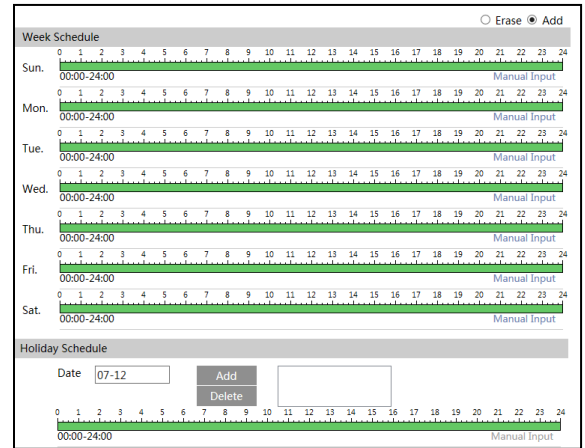 Erase Add
Week Schedule
0 1 2 3 4 5 6 7 8 9 10 11 12 13 14 15 16 17 18 19 20 21 22 23 24
Sun.
00:00-24:00 Manual Input
0 1 2 3 4 5 6 7 8 9 10 11 12 13 14 15 16 17 18 19 20 21 22 23 24
Mon.
00:00-24:00 Manual Input
0 1 2 3 4 5 6 7 8 9 10 11 12 13 14 15 16 17 18 19 20 21 22 23 24
Tue.
00:00-24:00 Manual Input
0 1 2 3 4 5 6 7 8 9 10 11 12 13 14 15 16 17 18 19 20 21 22 23 24
Wed.
00:00-24:00 Manual Input
0 1 2 3 4 5 6 7 8 9 10 11 12 13 14 15 16 17 18 19 20 21 22 23 24
Thu.
00:00-24:00 Manual Input
0 1 2 3 4 5 6 7 8 9 10 11 12 13 14 15 16 17 18 19 20 21 22 23 24
Fri.
00:00-24:00 Manual Input
0 1 2 3 4 5 6 7 8 9 10 11 12 13 14 15 16 17 18 19 20 21 22 23 24
Sat.
00:00-24:00 Manual Input
Holiday Schedule
Date 07-12 Add
Delete
0 1 2 3 4 5 6 7 8 9 10 11 12 13 14 15 16 17 18 19 20 21 22 23 24
00:00-24:00 Manual Input